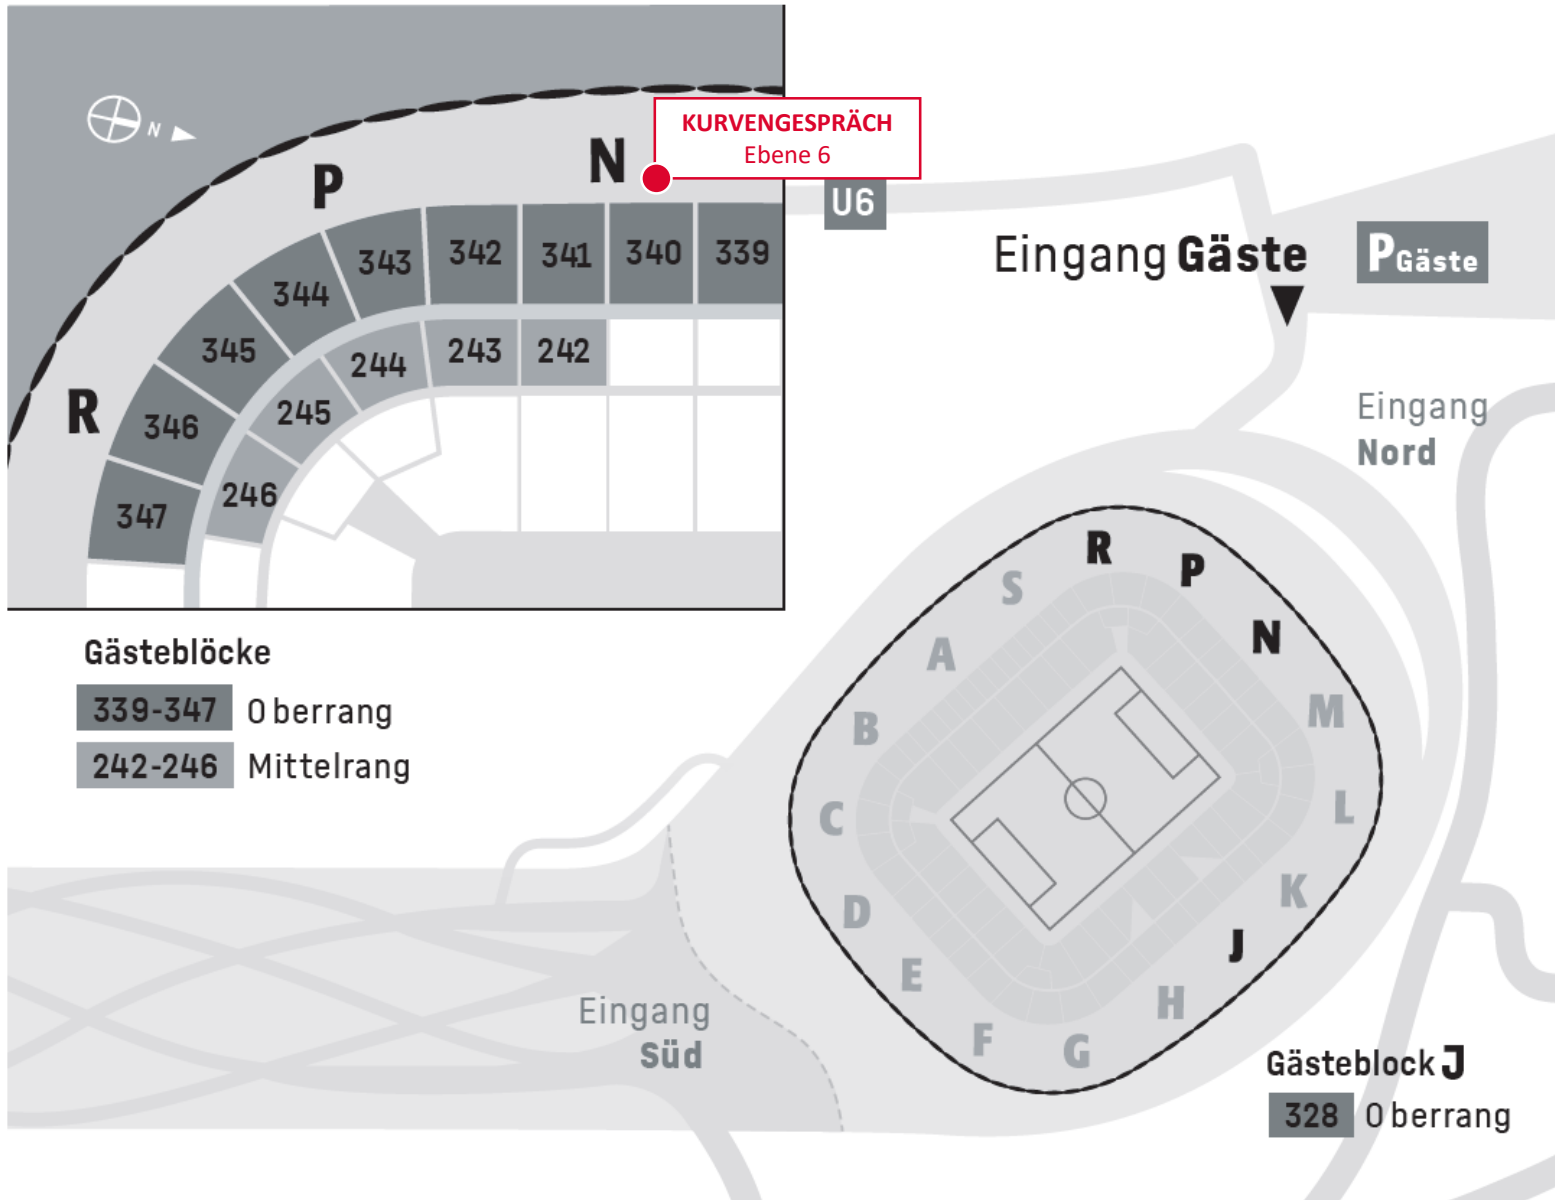 N
P
N
R
KURVENGESPRÄCH
Ebene 6
343
342
341
340
339
344
345
346
347
244
243
242
245
246
U6
Eingang Gäste
PGäste
Eingang
Nord
Gästeblöcke
339-347 Oberrang
242-246 Mittelrang
R
P
N
M
L
K
J
H
G
F
E
D
C
B
A
S
Eingang
Süd
Gästeblock J
328 Oberrang